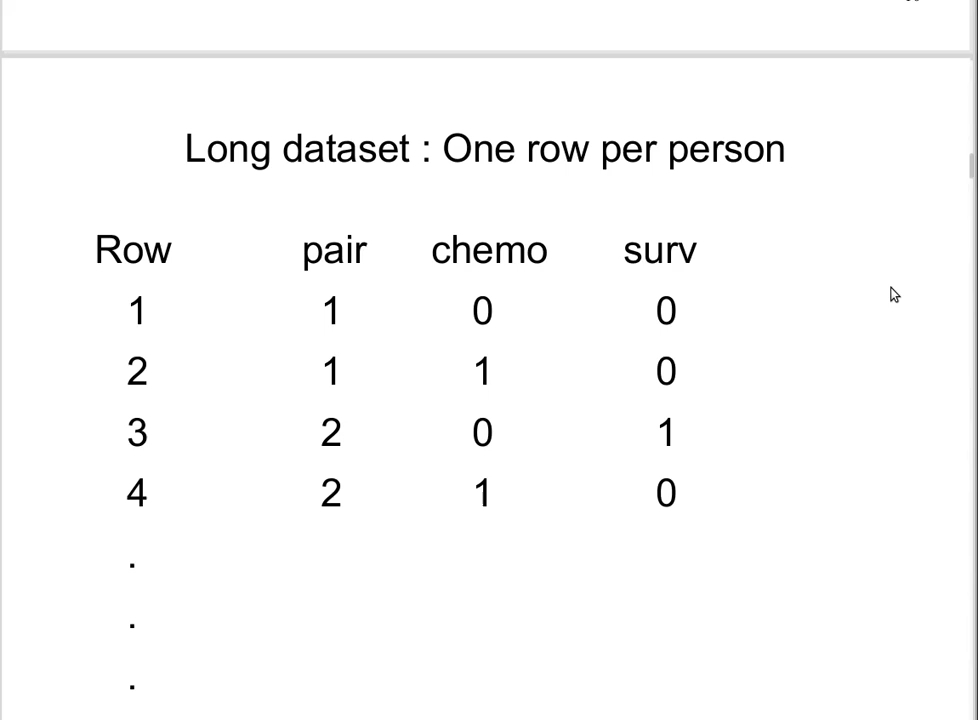 Long dataset : One row per person
Row pair chemo surv
1 1 0 0
2 1 1 0
3 2 0 1
4 2 1 0
.
.
.